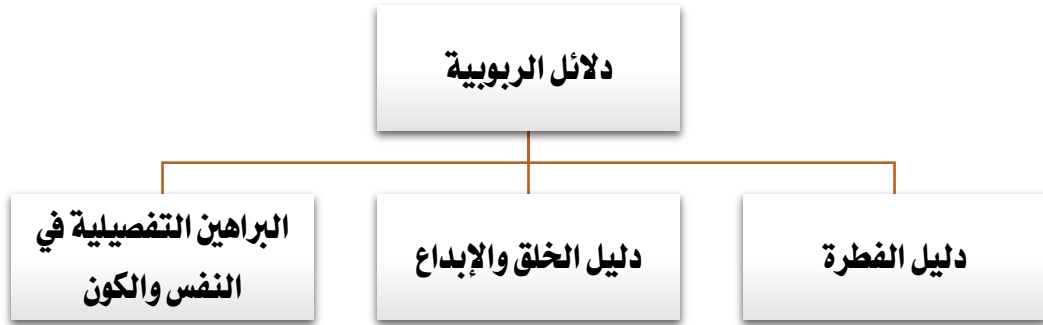 دلائل الربوبية
دليل الفطرة
دليل الخلق والإبداع
البراهين التفصيلية في
النفس والكون